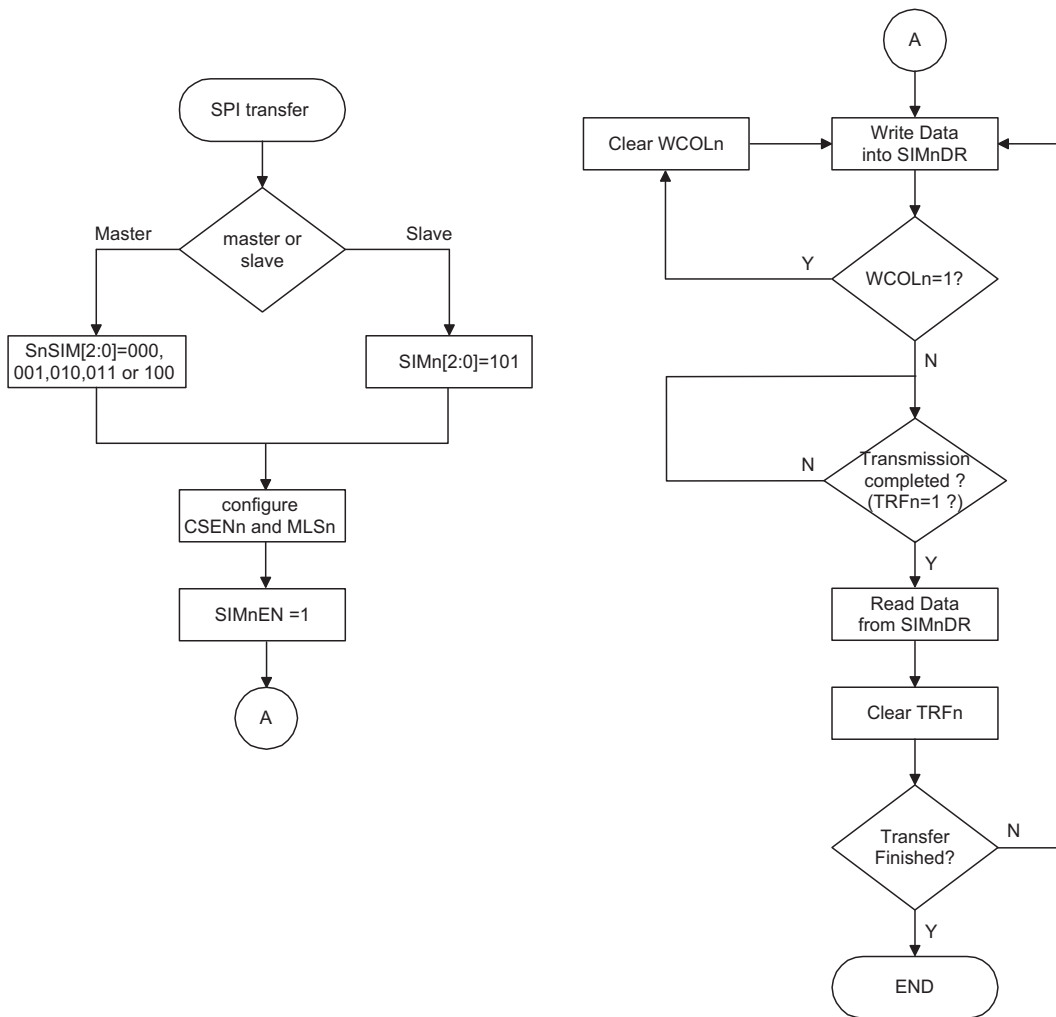 SPI transfer
master or
slave
Master
Slave
SnSIM[2:0]=000,
001,010,011 or 100
SIMn[2:0]=101
configure
CSENn and MLSn
SIMnEN =1
A
A
Write Data
into SIMnDR
Clear WCOLn
WCOLn=1?
Y
N
Transmission
completed ?
(TRFn=1 ?)
N
Y
Read Data
from SIMnDR
Clear TRFn
Transfer
Finished?
N
Y
END